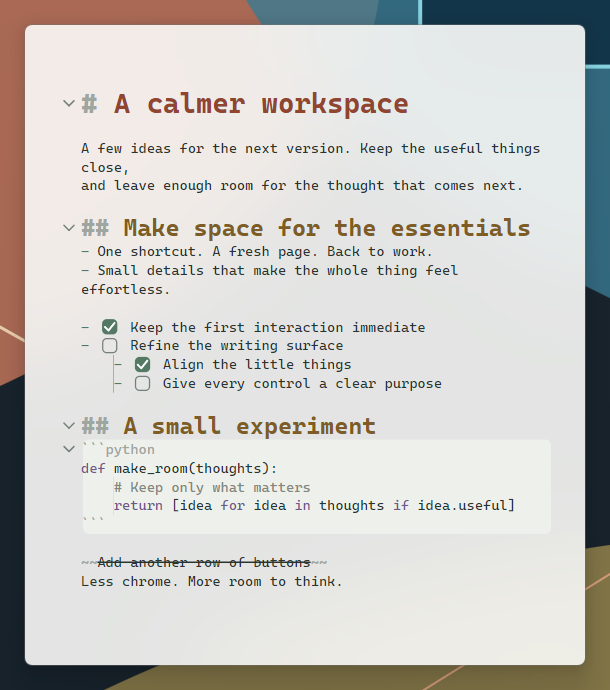 # A calmer workspace
A few ideas for the next version. Keep the useful things
close,
and leave enough room for the thought that comes next.
## Make space for the essentials
- One shortcut. A fresh page. Back to work.
- Small details that make the whole thing feel
effortless.
- Keep the first interaction immediate
- Refine the writing surface
- Align the little things
- Give every control a clear purpose
## A small experiment
```python
def make_room(thoughts):
# Keep only what matters
return [idea for idea in thoughts if idea.useful]
```
~~Add another row of buttons~~
Less chrome. More room to think.